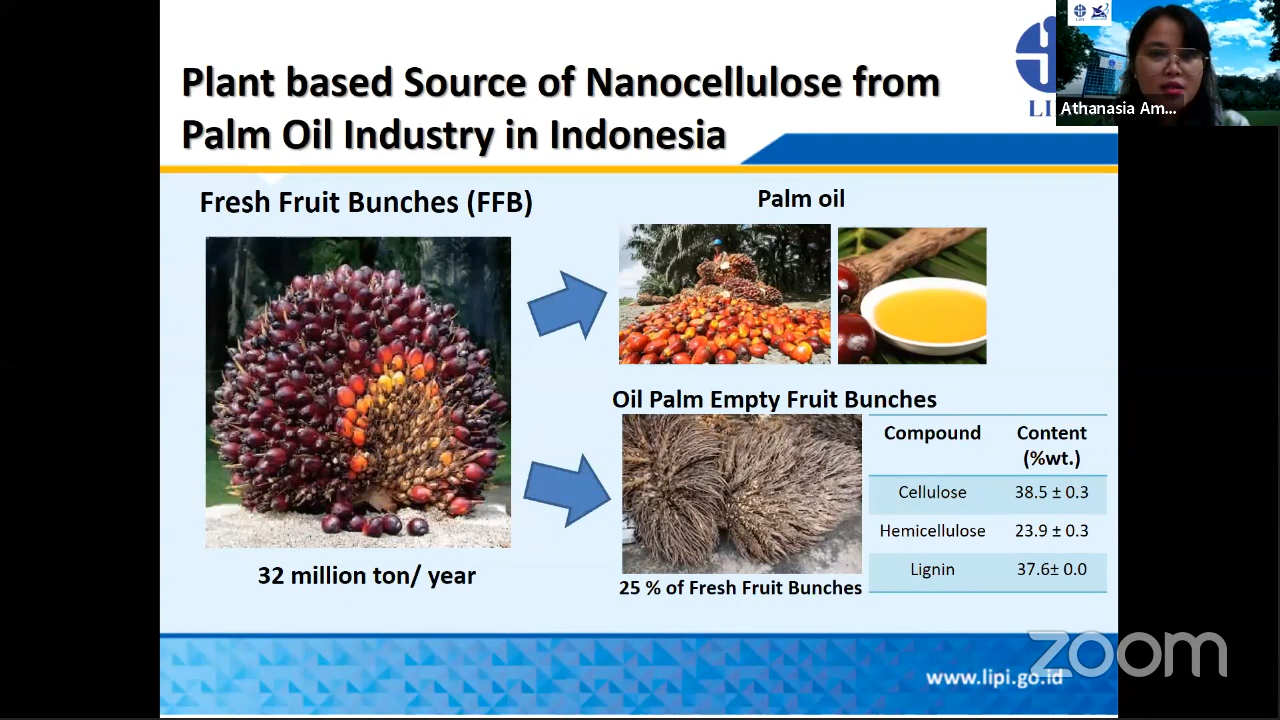 Plant based Source of Nanocellulose from
Palm Oil Industry in Indonesia
LIPI
Athanasia Am...
Fresh Fruit Bunches (FFB)
32 million ton/ year
Palm oil
Oil Palm Empty Fruit Bunches
25 % of Fresh Fruit Bunches
Compound Content
(%wt.)
Cellulose 38.5 ± 0.3
Hemicellulose 23.9 ± 0.3
Lignin 37.6± 0.0
www.lipi.go.id
zoom